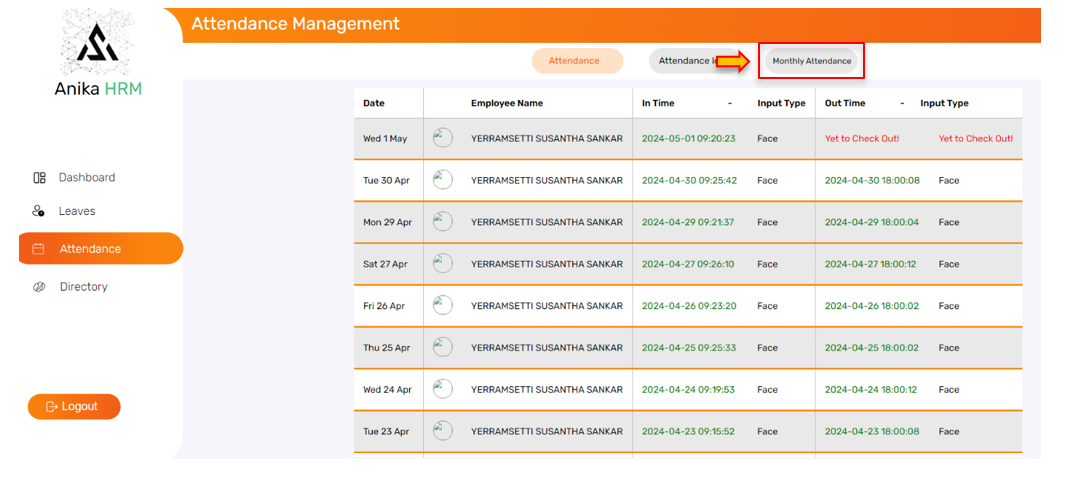 Attendance Management
Anika HRM
Attendance
Attendance
Monthly Attendance
Dashboard
Leaves
Attendance
Directory
Logout
Date Employee Name In Time - Input Type Out Time - Input Type
Wed 1 May YERRAMSETTI SUSANTHA SANKAR 2024-05-01 09:20:23 Face Yet to Check Out! Yet to Check Out!
Tue 30 Apr YERRAMSETTI SUSANTHA SANKAR 2024-04-30 09:25:42 Face 2024-04-30 18:00:08 Face
Mon 29 Apr YERRAMSETTI SUSANTHA SANKAR 2024-04-29 09:21:37 Face 2024-04-29 18:00:04 Face
Sat 27 Apr YERRAMSETTI SUSANTHA SANKAR 2024-04-27 09:26:10 Face 2024-04-27 18:00:12 Face
Fri 26 Apr YERRAMSETTI SUSANTHA SANKAR 2024-04-26 09:23:20 Face 2024-04-26 18:00:02 Face
Thu 25 Apr YERRAMSETTI SUSANTHA SANKAR 2024-04-25 09:25:33 Face 2024-04-25 18:00:02 Face
Wed 24 Apr YERRAMSETTI SUSANTHA SANKAR 2024-04-24 09:19:53 Face 2024-04-24 18:00:12 Face
Tue 23 Apr YERRAMSETTI SUSANTHA SANKAR 2024-04-23 09:15:52 Face 2024-04-23 18:00:08 Face